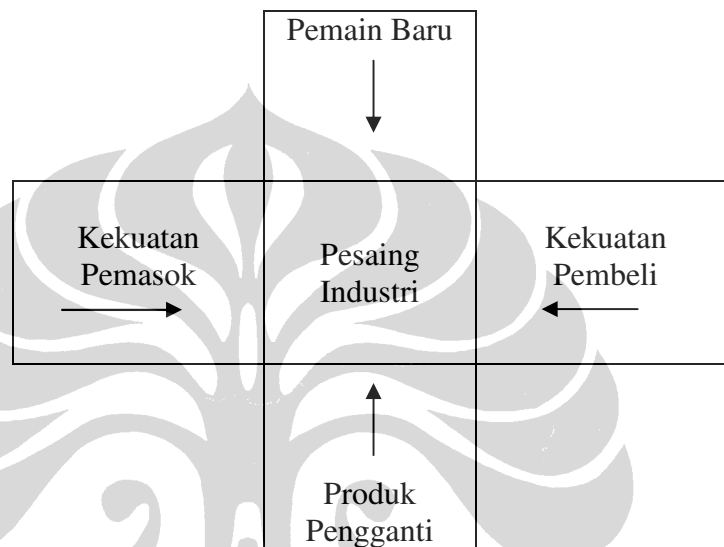 Pemain Baru
Kekuatan
Pemasok
Pesaing
Industri
Kekuatan
Pembeli
Produk
Pengganti